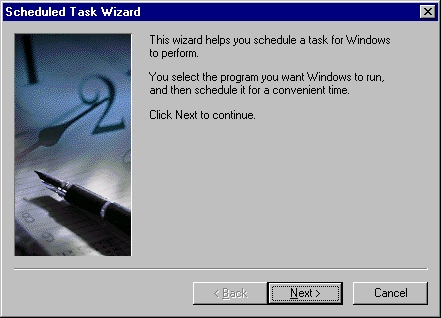 Scheduled Task Wizard
This wizard helps you schedule a task for Windows
to perform.
You select the program you want Windows to run,
and then schedule it for a convenient time.
Click Next to continue.
< Back
Next >
Cancel
12